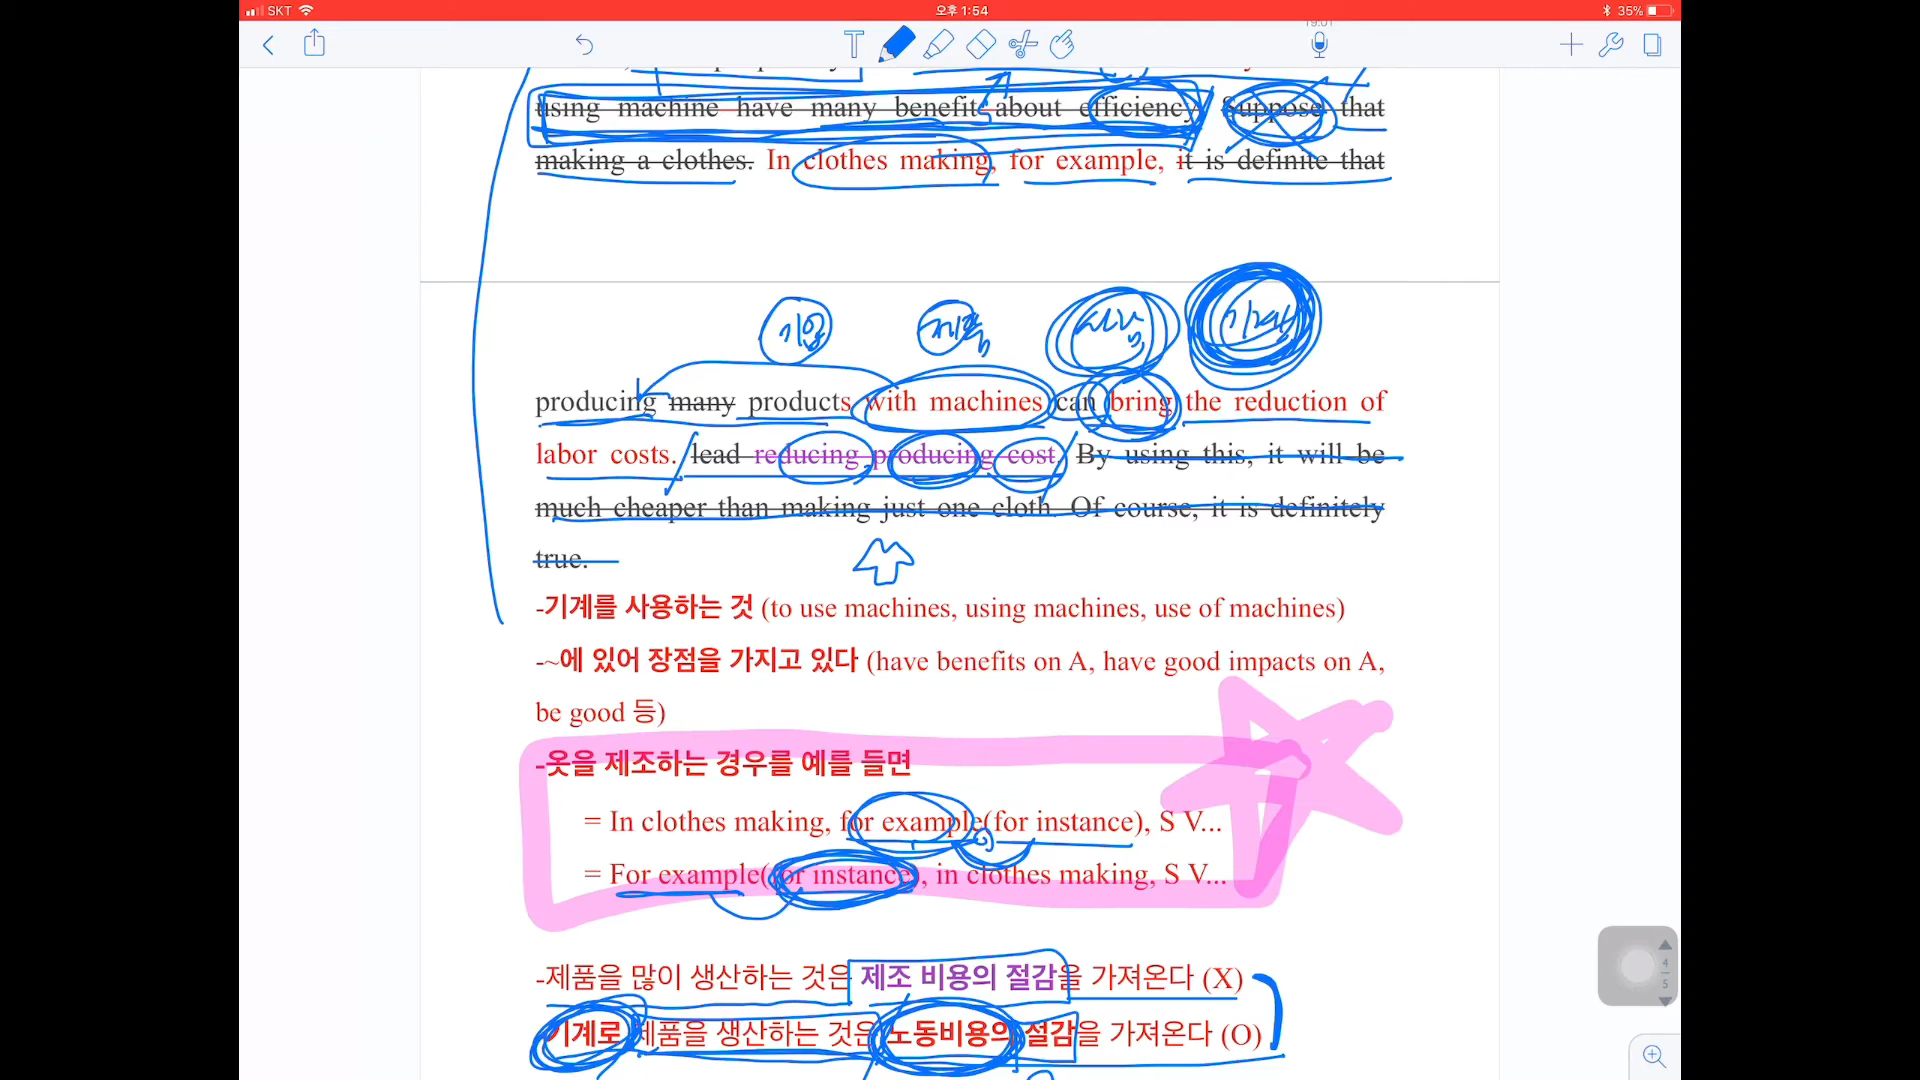 SKT 오후 1:54 35%
T 19:01
using machine have many benefit about efficiency. Suppose that
making a clothes. In clothes making, for example, it is definite that
기업 제품 사람 기계
producing many products with machines can bring the reduction of
labor costs. lead reducing producing cost. By using this, it will be
much cheaper than making just one cloth. Of course, it is definitely
true.
-기계를 사용하는 것 (to use machines, using machines, use of machines)
-~에 있어 장점을 가지고 있다 (have benefits on A, have good impacts on A,
be good 등)
-옷을 제조하는 경우를 예를 들면
= In clothes making, for example(for instance), S V...
= For example(for instance), in clothes making, S V...
-제품을 많이 생산하는 것은 제조 비용의 절감을 가져온다 (X)
기계로 제품을 생산하는 것은 노동비용의 절감을 가져온다 (O)
4
5